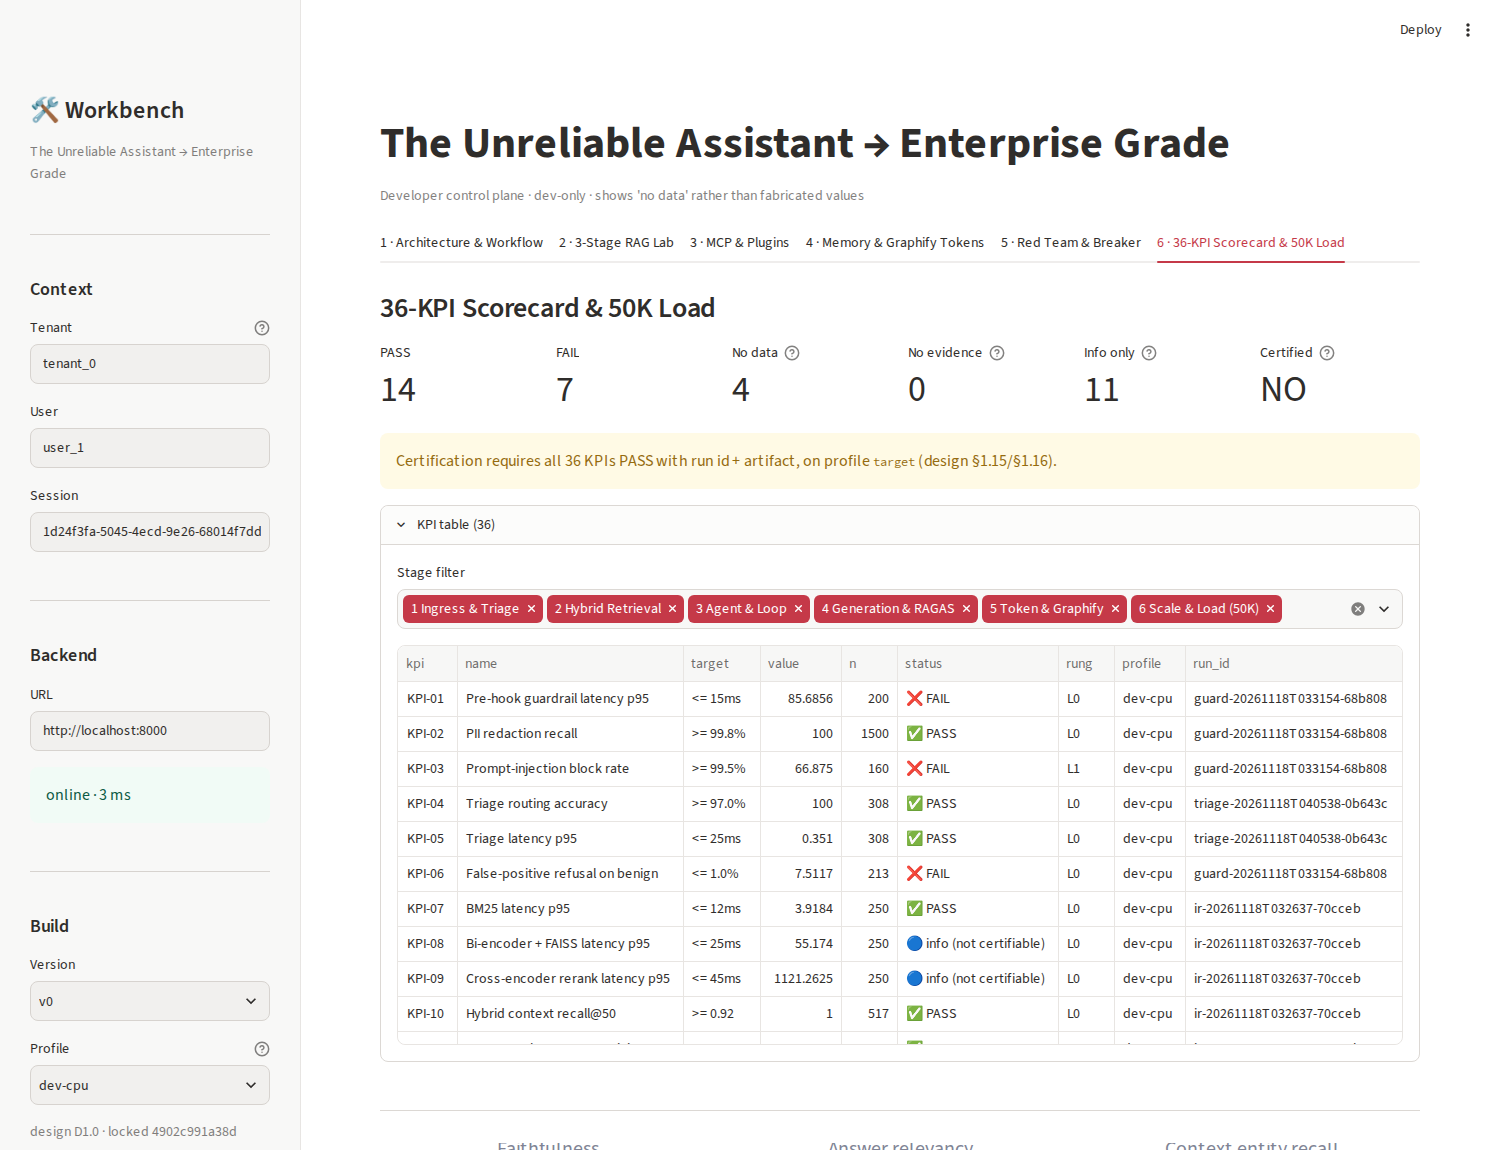 Deploy
🛠️ Workbench
The Unreliable Assistant → Enterprise
Grade
Context
Tenant
tenant_0
User
user_1
Session
1d24f3fa-5045-4ecd-9e26-68014f7dd
Backend
URL
http://localhost:8000
online · 3 ms
Build
Version
v0
Profile
dev-cpu
design D1.0 · locked 4902c991a38d
The Unreliable Assistant → Enterprise Grade
Developer control plane · dev-only · shows 'no data' rather than fabricated values
1 · Architecture & Workflow 2 · 3-Stage RAG Lab 3 · MCP & Plugins 4 · Memory & Graphify Tokens 5 · Red Team & Breaker 6 · 36-KPI Scorecard & 50K Load
36-KPI Scorecard & 50K Load
PASS FAIL No data No evidence Info only Certified
14 7 4 0 11 NO
Certification requires all 36 KPIs PASS with run id + artifact, on profile target (design §1.15/§1.16).
KPI table (36)
Stage filter
1 Ingress & Triage 2 Hybrid Retrieval 3 Agent & Loop 4 Generation & RAGAS 5 Token & Graphify 6 Scale & Load (50K)
kpi name target value n status rung profile run_id
KPI-01 Pre-hook guardrail latency p95 <= 15ms 85.6856 200 ❌ FAIL L0 dev-cpu guard-20261118T033154-68b808
KPI-02 PII redaction recall >= 99.8% 100 1500 ✅ PASS L0 dev-cpu guard-20261118T033154-68b808
KPI-03 Prompt-injection block rate >= 99.5% 66.875 160 ❌ FAIL L1 dev-cpu guard-20261118T033154-68b808
KPI-04 Triage routing accuracy >= 97.0% 100 308 ✅ PASS L0 dev-cpu triage-20261118T040538-0b643c
KPI-05 Triage latency p95 <= 25ms 0.351 308 ✅ PASS L0 dev-cpu triage-20261118T040538-0b643c
KPI-06 False-positive refusal on benign <= 1.0% 7.5117 213 ❌ FAIL L0 dev-cpu guard-20261118T033154-68b808
KPI-07 BM25 latency p95 <= 12ms 3.9184 250 ✅ PASS L0 dev-cpu ir-20261118T032637-70cceb
KPI-08 Bi-encoder + FAISS latency p95 <= 25ms 55.174 250 🔵 info (not certifiable) L0 dev-cpu ir-20261118T032637-70cceb
KPI-09 Cross-encoder rerank latency p95 <= 45ms 1121.2625 250 🔵 info (not certifiable) L0 dev-cpu ir-20261118T032637-70cceb
KPI-10 Hybrid context recall@50 >= 0.92 1 517 ✅ PASS L0 dev-cpu ir-20261118T032637-70cceb
Faithfulness Answer relevancy Context entity recall